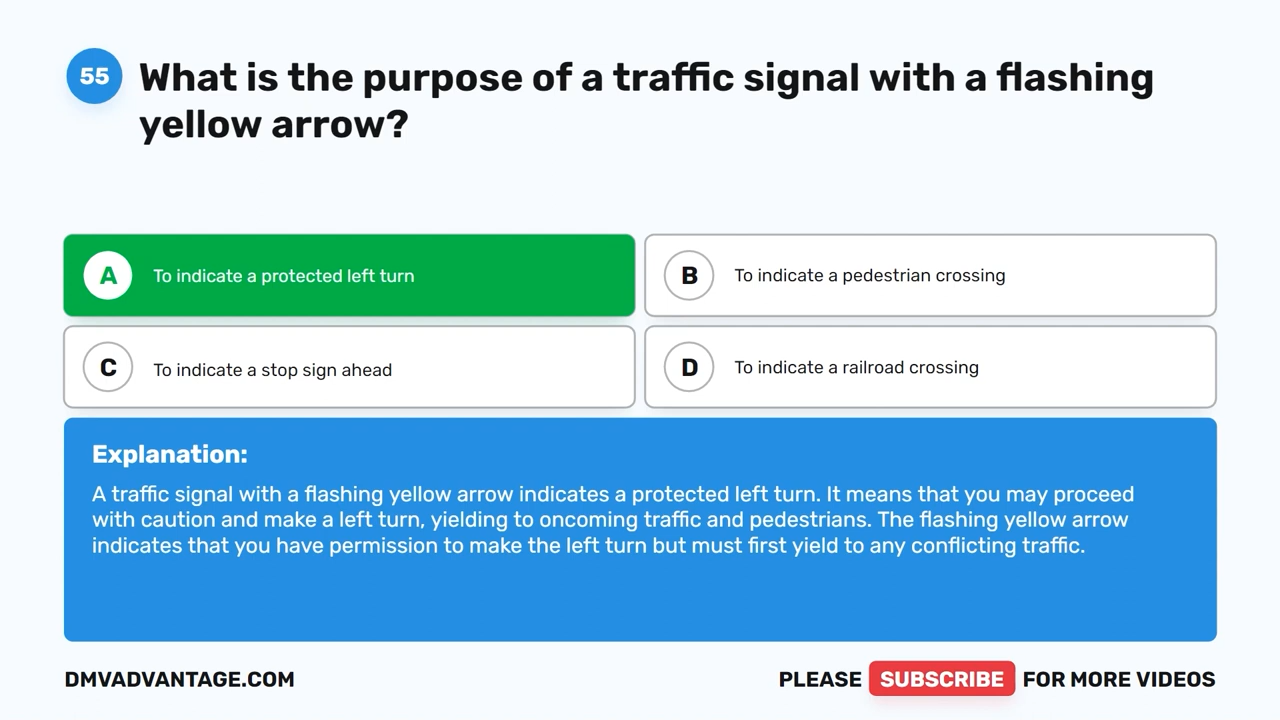 55
What is the purpose of a traffic signal with a flashing
yellow arrow?
A To indicate a protected left turn
B To indicate a pedestrian crossing
C To indicate a stop sign ahead
D To indicate a railroad crossing
Explanation:
A traffic signal with a flashing yellow arrow indicates a protected left turn. It means that you may proceed
with caution and make a left turn, yielding to oncoming traffic and pedestrians. The flashing yellow arrow
indicates that you have permission to make the left turn but must first yield to any conflicting traffic.
DMVADVANTAGE.COM
PLEASE SUBSCRIBE FOR MORE VIDEOS